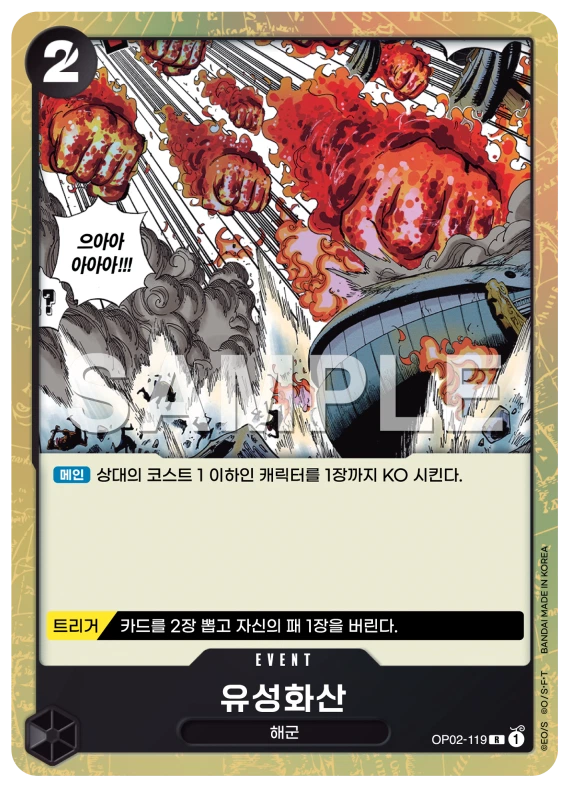 2
으아아
아아아!!!
?
SAMPLE
메인 상대의 코스트 1 이하인 캐릭터를 1장까지 KO 시킨다.
트리거 카드를 2장 뽑고 자신의 패 1장을 버린다.
EVENT
유성화산
해군
OP02-119 R 1
©EO/S ©O/S・F・T BANDAI MADE IN KOREA